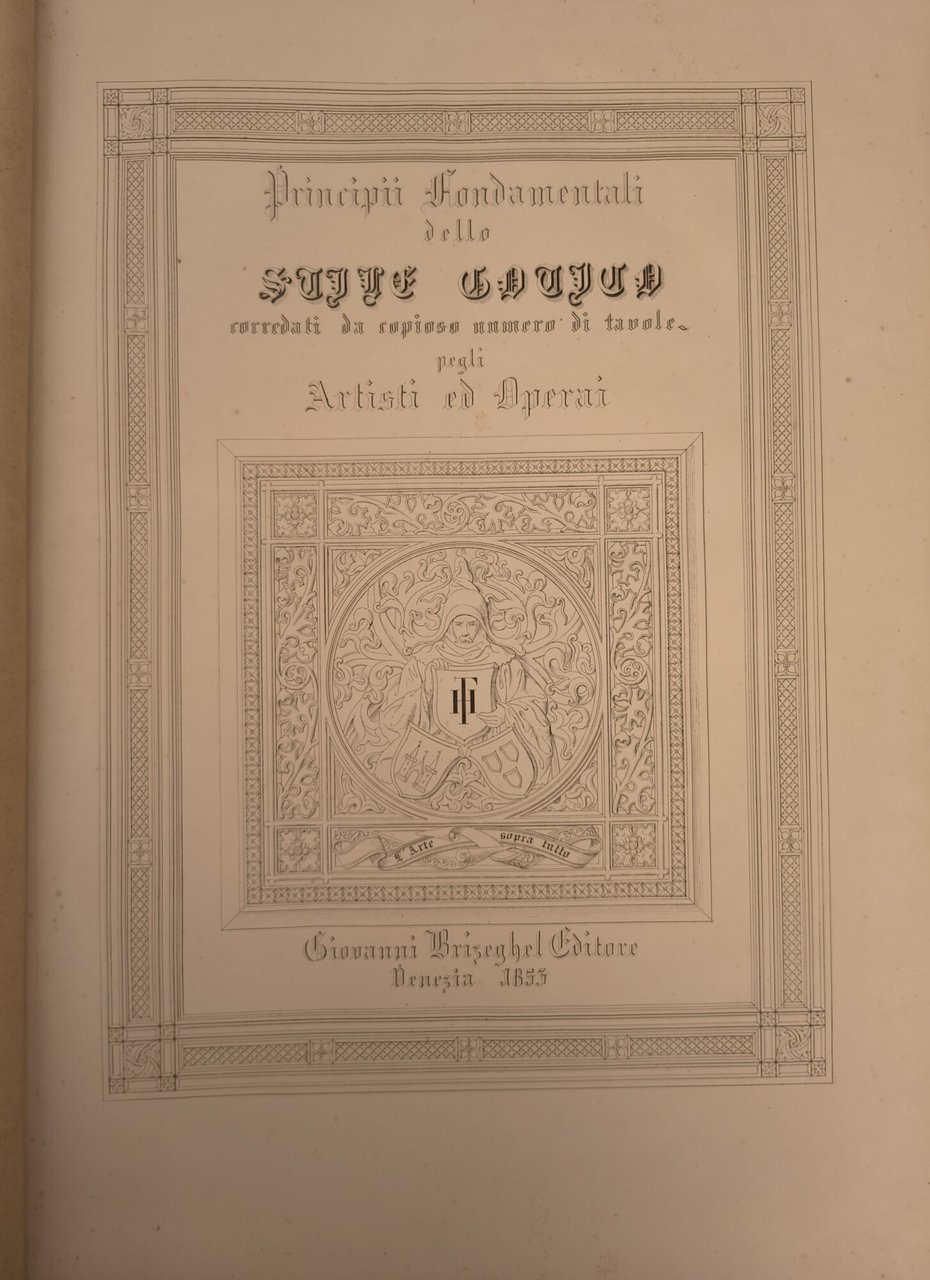 Principii Fondamentali
dello
STILE GOTICO
corredati da copioso numero di tavole
pegli
Artisti ed Operai
L'Arte sopra tutto
Giovanni Brizeghel Editore
Venezia 1853